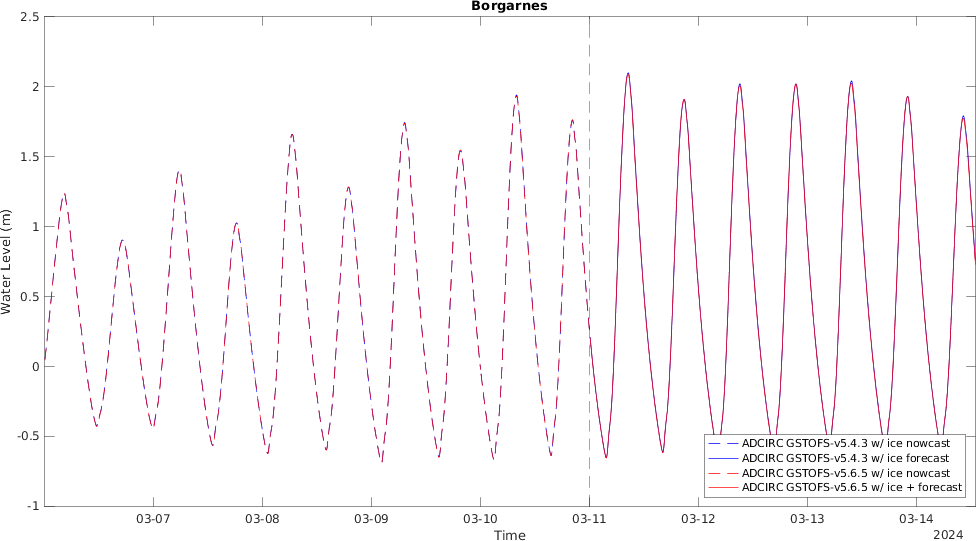 Borgarnes
2.5
2
1.5
1
0.5
0
-0.5
-1
Water Level (m)
03-07 03-08 03-09 03-10 03-11 03-12 03-13 03-14
Time
2024
ADCIRC GSTOFS-v5.4.3 w/ ice nowcast
ADCIRC GSTOFS-v5.4.3 w/ ice forecast
ADCIRC GSTOFS-v5.6.5 w/ ice nowcast
ADCIRC GSTOFS-v5.6.5 w/ ice + forecast